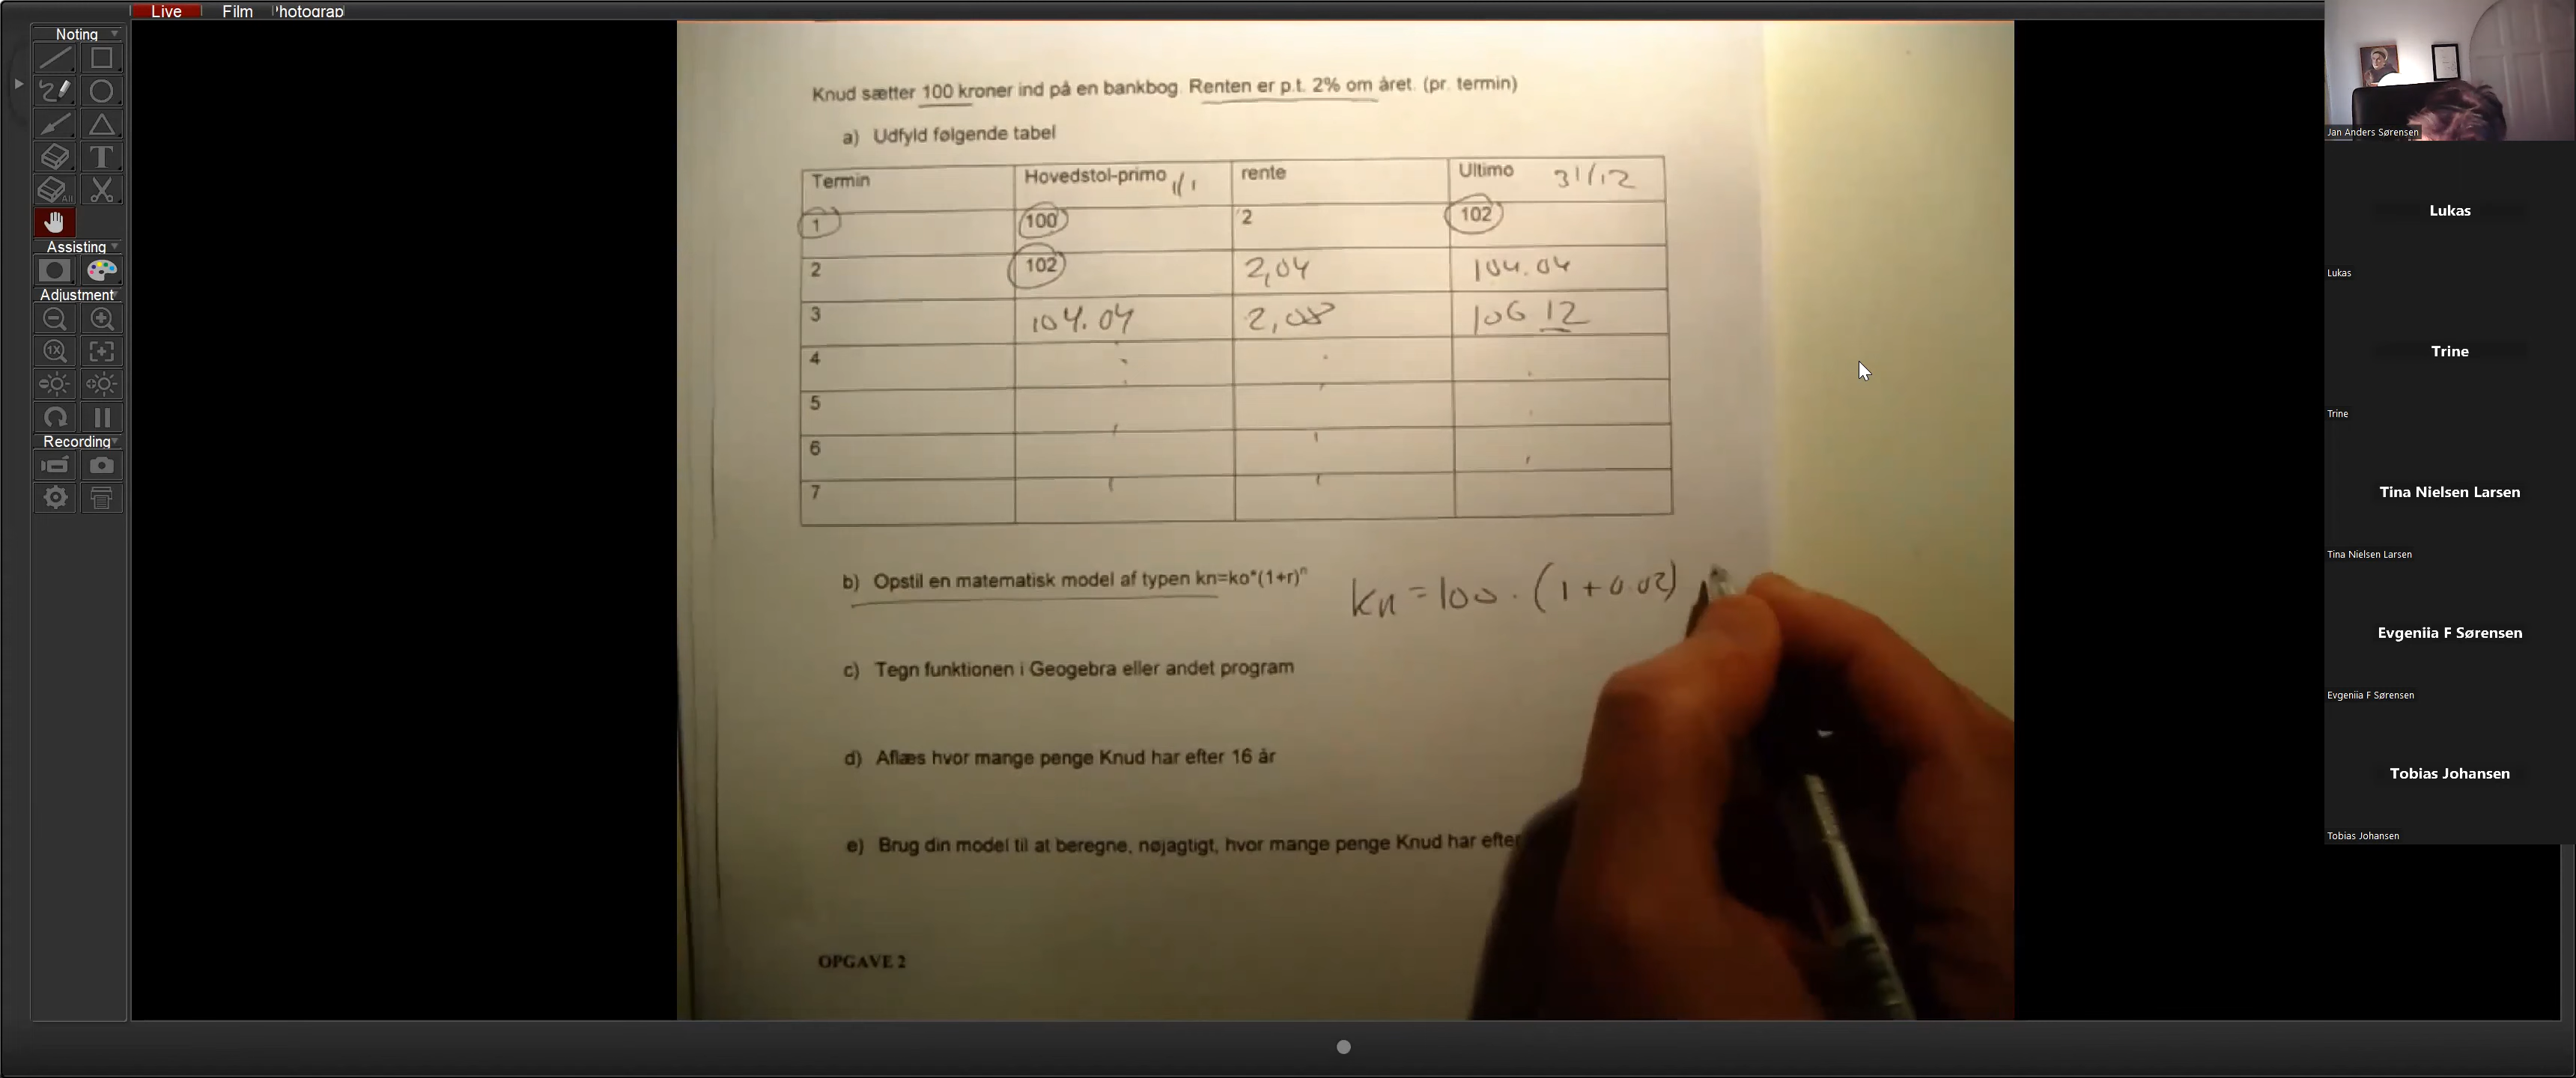 Live Film Photograp
Noting
T
All
Assisting
Adjustment
1X
Recording
Knud sætter 100 kroner ind på en bankbog. Renten er p.t. 2% om året. (pr. termin)
a) Udfyld følgende tabel
Termin Hovedstol-primo 1/1 rente Ultimo 31/12
1 100 2 102
2 102 2,04 104.04
3 104.04 2,08 106 12
4
5
6
7
b) Opstil en matematisk model af typen kn=ko*(1+r)^n kn = 100 · (1 + 0.02)
c) Tegn funktionen i Geogebra eller andet program
d) Aflæs hvor mange penge Knud har efter 16 år
e) Brug din model til at beregne, nøjagtigt, hvor mange penge Knud har efter
OPGAVE 2
Jan Anders Sørensen
Lukas
Lukas
Trine
Trine
Tina Nielsen Larsen
Tina Nielsen Larsen
Evgeniia F Sørensen
Evgeniia F Sørensen
Tobias Johansen
Tobias Johansen